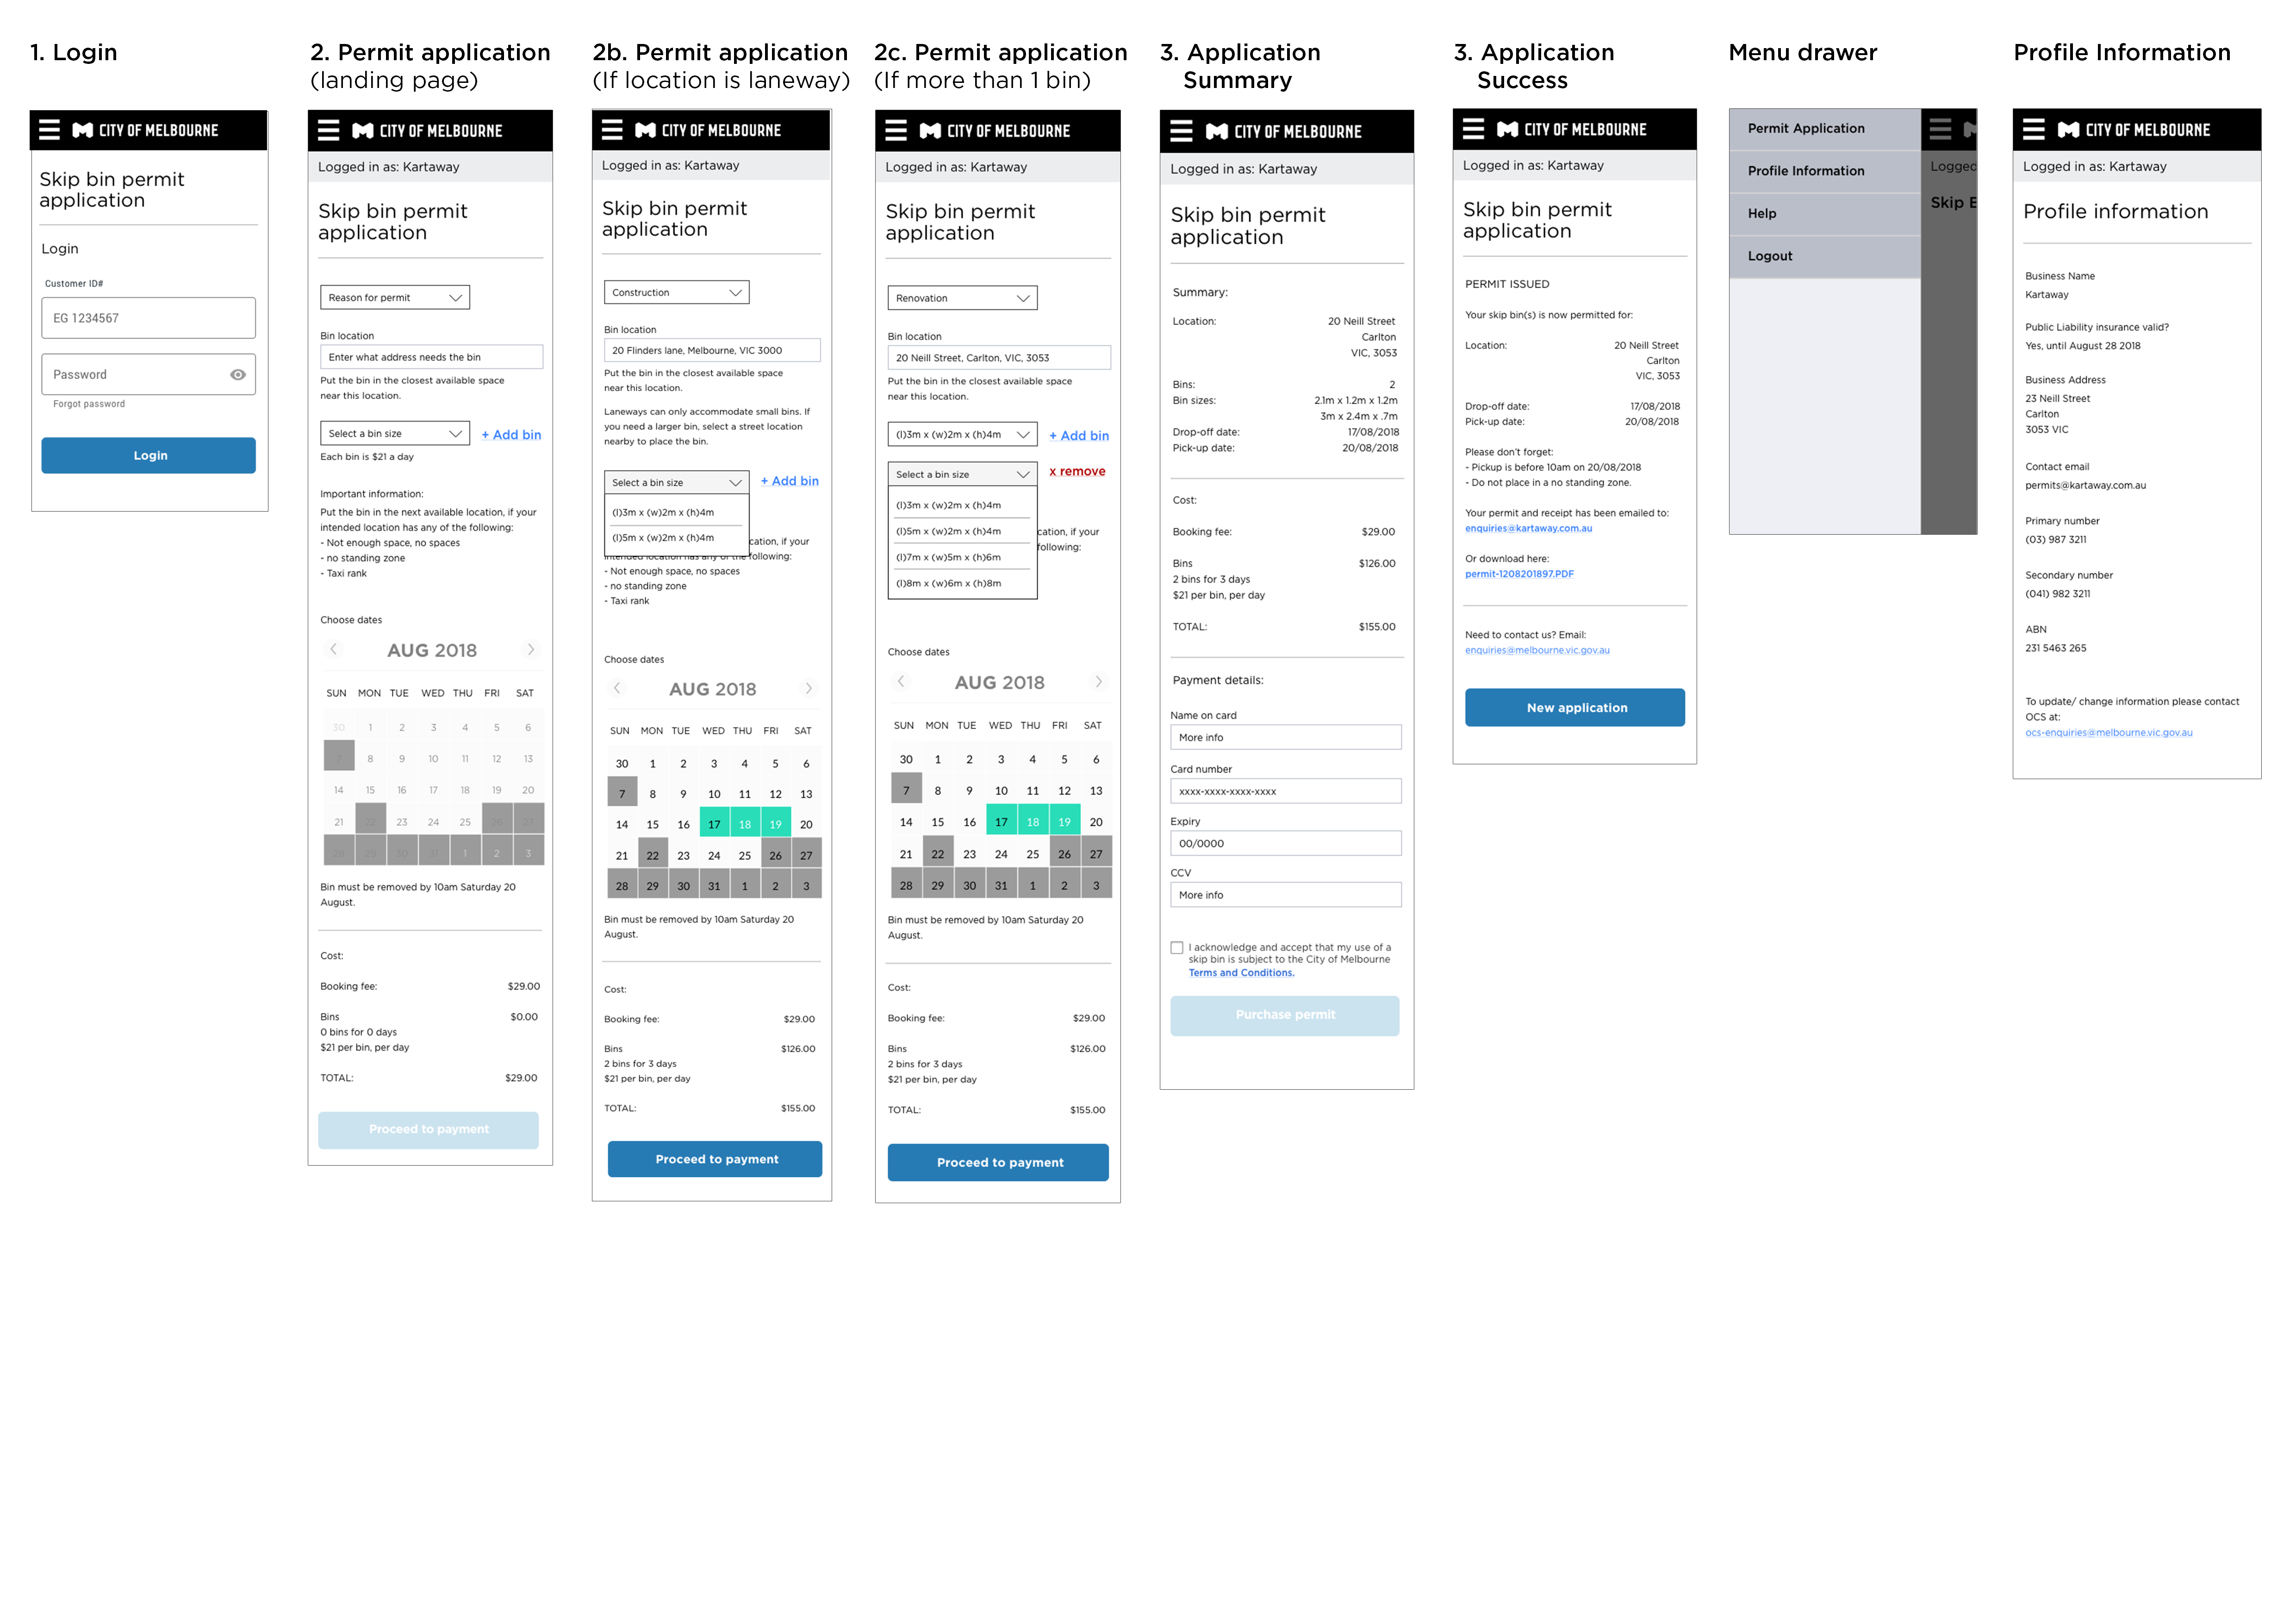 1. Login
CITY OF MELBOURNE
Skip bin permit
application
Login
Customer ID#
EG 1234567
Password
Forgot password
Login
2. Permit application
(landing page)
CITY OF MELBOURNE
Logged in as: Kartaway
Skip bin permit
application
Reason for permit
Bin location
Enter what address needs the bin
Put the bin in the closest available space
near this location.
Select a bin size
+ Add bin
Each bin is $21 a day
Important information:
Put the bin in the next available location, if your
intended location has any of the following:
- Not enough space, no spaces
- no standing zone
- Taxi rank
Choose dates
AUG 2018
SUN MON TUE WED THU FRI SAT
30 1 2 3 4 5 6
7 8 9 10 11 12 13
14 15 16 17 18 19 20
21 22 23 24 25 26 27
28 29 30 31 1 2 3
Bin must be removed by 10am Saturday 20
August.
Cost:
Booking fee: $29.00
Bins $0.00
0 bins for 0 days
$21 per bin, per day
TOTAL: $29.00
Proceed to payment
2b. Permit application
(If location is laneway)
CITY OF MELBOURNE
Logged in as: Kartaway
Skip bin permit
application
Construction
Bin location
20 Flinders lane, Melbourne, VIC 3000
Put the bin in the closest available space
near this location.
Laneways can only accommodate small bins. If
you need a larger bin, select a street location
nearby to place the bin.
Select a bin size
+ Add bin
(l)3m x (w)2m x (h)4m
(l)5m x (w)2m x (h)4m
cation, if your
intended location has any of the following:
- Not enough space, no spaces
- no standing zone
- Taxi rank
Choose dates
AUG 2018
SUN MON TUE WED THU FRI SAT
30 1 2 3 4 5 6
7 8 9 10 11 12 13
14 15 16 17 18 19 20
21 22 23 24 25 26 27
28 29 30 31 1 2 3
Bin must be removed by 10am Saturday 20
August.
Cost:
Booking fee: $29.00
Bins $126.00
2 bins for 3 days
$21 per bin, per day
TOTAL: $155.00
Proceed to payment
2c. Permit application
(If more than 1 bin)
CITY OF MELBOURNE
Logged in as: Kartaway
Skip bin permit
application
Renovation
Bin location
20 Neill Street, Carlton, VIC, 3053
Put the bin in the closest available space
near this location.
(l)3m x (w)2m x (h)4m
+ Add bin
Select a bin size
x remove
(l)3m x (w)2m x (h)4m
(l)5m x (w)2m x (h)4m
(l)7m x (w)5m x (h)6m
(l)8m x (w)6m x (h)8m
cation, if your
following:
Choose dates
AUG 2018
SUN MON TUE WED THU FRI SAT
30 1 2 3 4 5 6
7 8 9 10 11 12 13
14 15 16 17 18 19 20
21 22 23 24 25 26 27
28 29 30 31 1 2 3
Bin must be removed by 10am Saturday 20
August.
Cost:
Booking fee: $29.00
Bins $126.00
2 bins for 3 days
$21 per bin, per day
TOTAL: $155.00
Proceed to payment
3. Application
Summary
CITY OF MELBOURNE
Logged in as: Kartaway
Skip bin permit
application
Summary:
Location: 20 Neill Street
Carlton
VIC, 3053
Bins: 2
Bin sizes: 2.1m x 1.2m x 1.2m
3m x 2.4m x .7m
Drop-off date: 17/08/2018
Pick-up date: 20/08/2018
Cost:
Booking fee: $29.00
Bins $126.00
2 bins for 3 days
$21 per bin, per day
TOTAL: $155.00
Payment details:
Name on card
More info
Card number
xxxx-xxxx-xxxx-xxxx
Expiry
00/0000
CCV
More info
I acknowledge and accept that my use of a
skip bin is subject to the City of Melbourne
Terms and Conditions.
Purchase permit
3. Application
Success
CITY OF MELBOURNE
Logged in as: Kartaway
Skip bin permit
application
PERMIT ISSUED
Your skip bin(s) is now permitted for:
Location: 20 Neill Street
Carlton
VIC, 3053
Drop-off date: 17/08/2018
Pick-up date: 20/08/2018
Please don't forget:
- Pickup is before 10am on 20/08/2018
- Do not place in a no standing zone.
Your permit and receipt has been emailed to:
enquiries@kartaway.com.au
Or download here:
permit-1208201897.PDF
Need to contact us? Email:
enquiries@melbourne.vic.gov.au
New application
Menu drawer
Permit Application
Profile Information
Help
Logout
Logged
Skip
Profile Information
CITY OF MELBOURNE
Logged in as: Kartaway
Profile information
Business Name
Kartaway
Public Liability insurance valid?
Yes, until August 28 2018
Business Address
23 Neill Street
Carlton
3053 VIC
Contact email
permits@kartaway.com.au
Primary number
(03) 987 3211
Secondary number
(041) 982 3211
ABN
231 5463 265
To update/ change information please contact
OCS at:
ocs-enquiries@melbourne.vic.gov.au